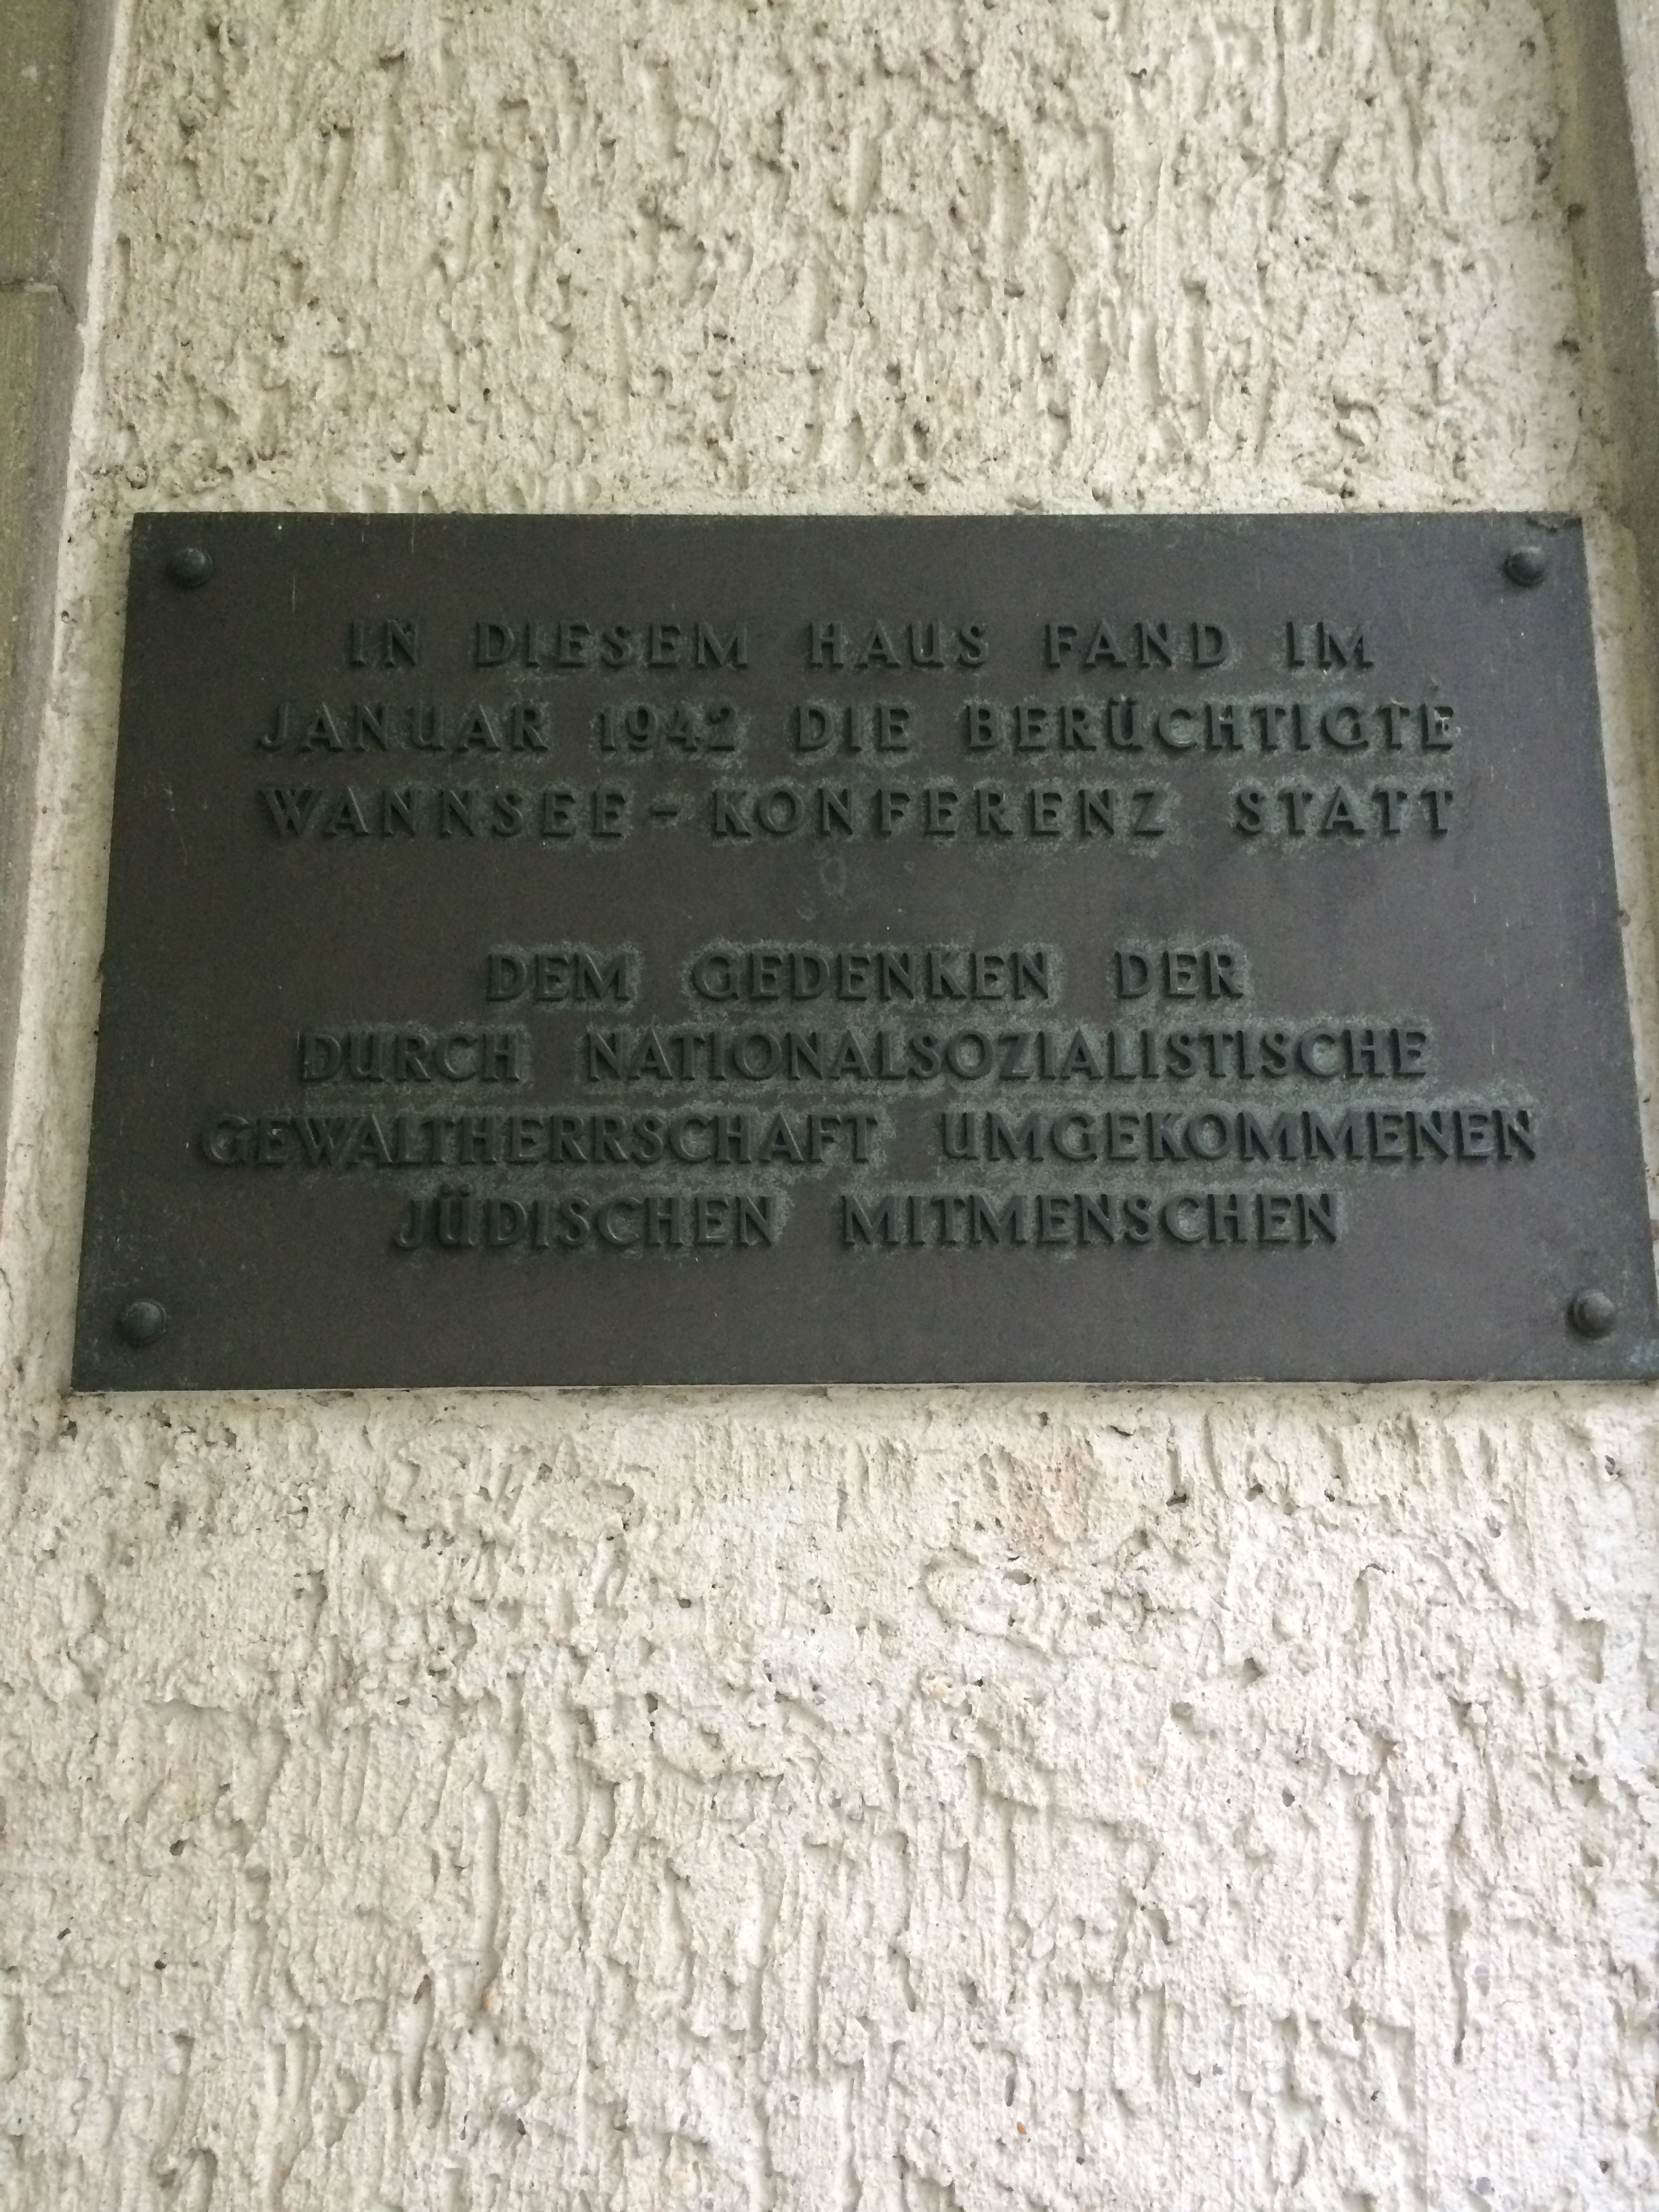 IN DIESEM HAUS FAND IM
JANUAR 1942 DIE BERÜCHTIGTE
WANNSEE-KONFERENZ STATT
DEM GEDENKEN DER
DURCH NATIONALSOZIALISTISCHE
GEWALTHERRSCHAFT UMGEKOMMENEN
JÜDISCHEN MITMENSCHEN